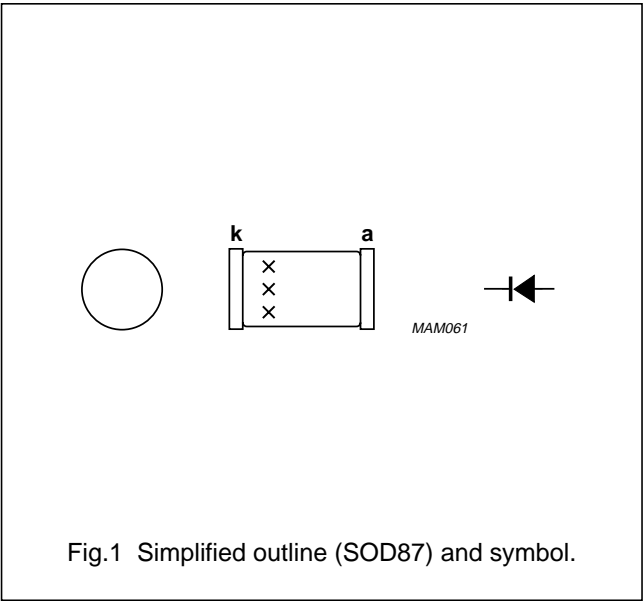 k a
×
×
×
MAM061
Fig.1 Simplified outline (SOD87) and symbol.